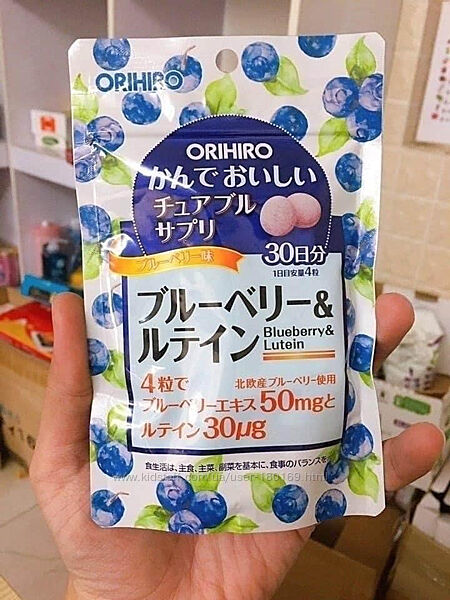 ORIHIRO
ORIHIRO
かんでおいしい
チュアブル
サプリ
ブルーベリー味
30日分
1日目安量4粒
ブルーベリー&
ルテイン
Blueberry&
Lutein
4粒で
北欧産ブルーベリー使用
ブルーベリーエキス50mgと
ルテイン30μg
食生活は、主食、主菜、副菜を基本に、食事のバランスを